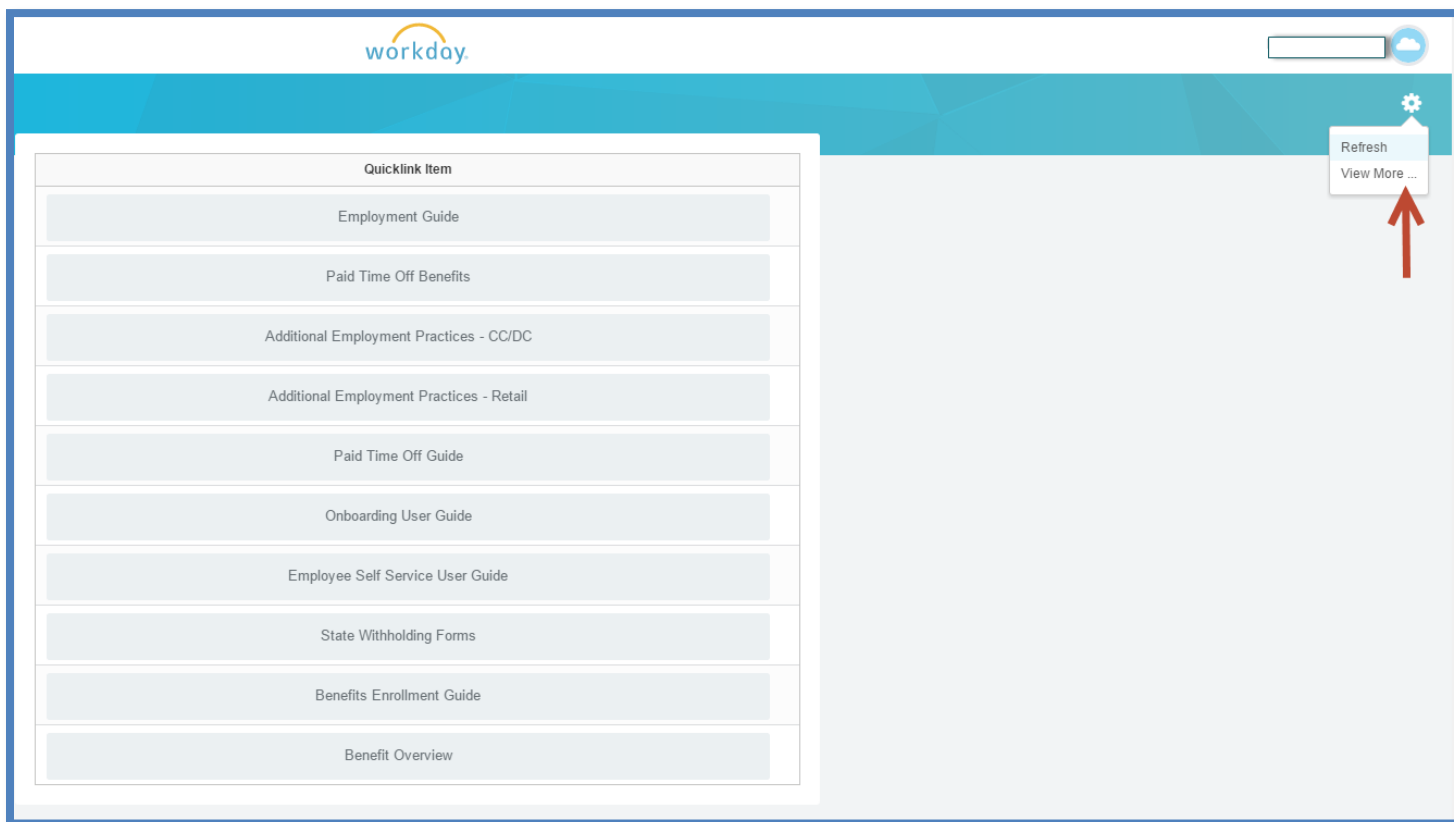 workday.
Refresh
View More ...
Quicklink Item
Employment Guide
Paid Time Off Benefits
Additional Employment Practices - CC/DC
Additional Employment Practices - Retail
Paid Time Off Guide
Onboarding User Guide
Employee Self Service User Guide
State Withholding Forms
Benefits Enrollment Guide
Benefit Overview